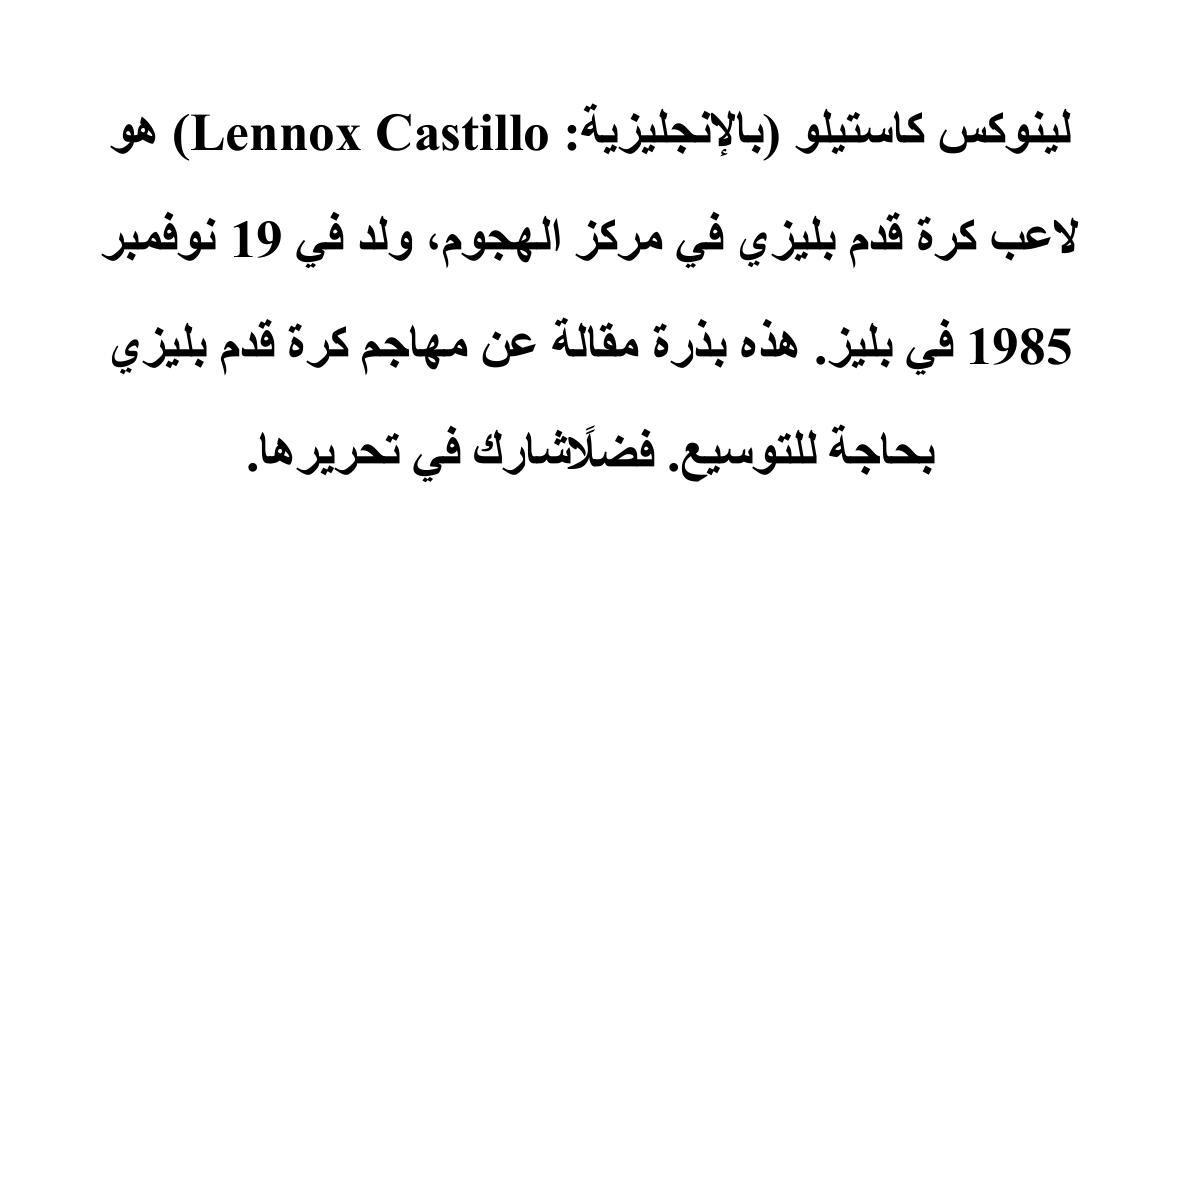 لينوكس كاستيلو (بالإنجليزية: Lennox Castillo) هو
لاعب كرة قدم بليزي في مركز الهجوم، ولد في 19 نوفمبر
1985 في بليز. هذه بذرة مقالة عن مهاجم كرة قدم بليزي
بحاجة للتوسيع. فضلًاشارك في تحريرها.